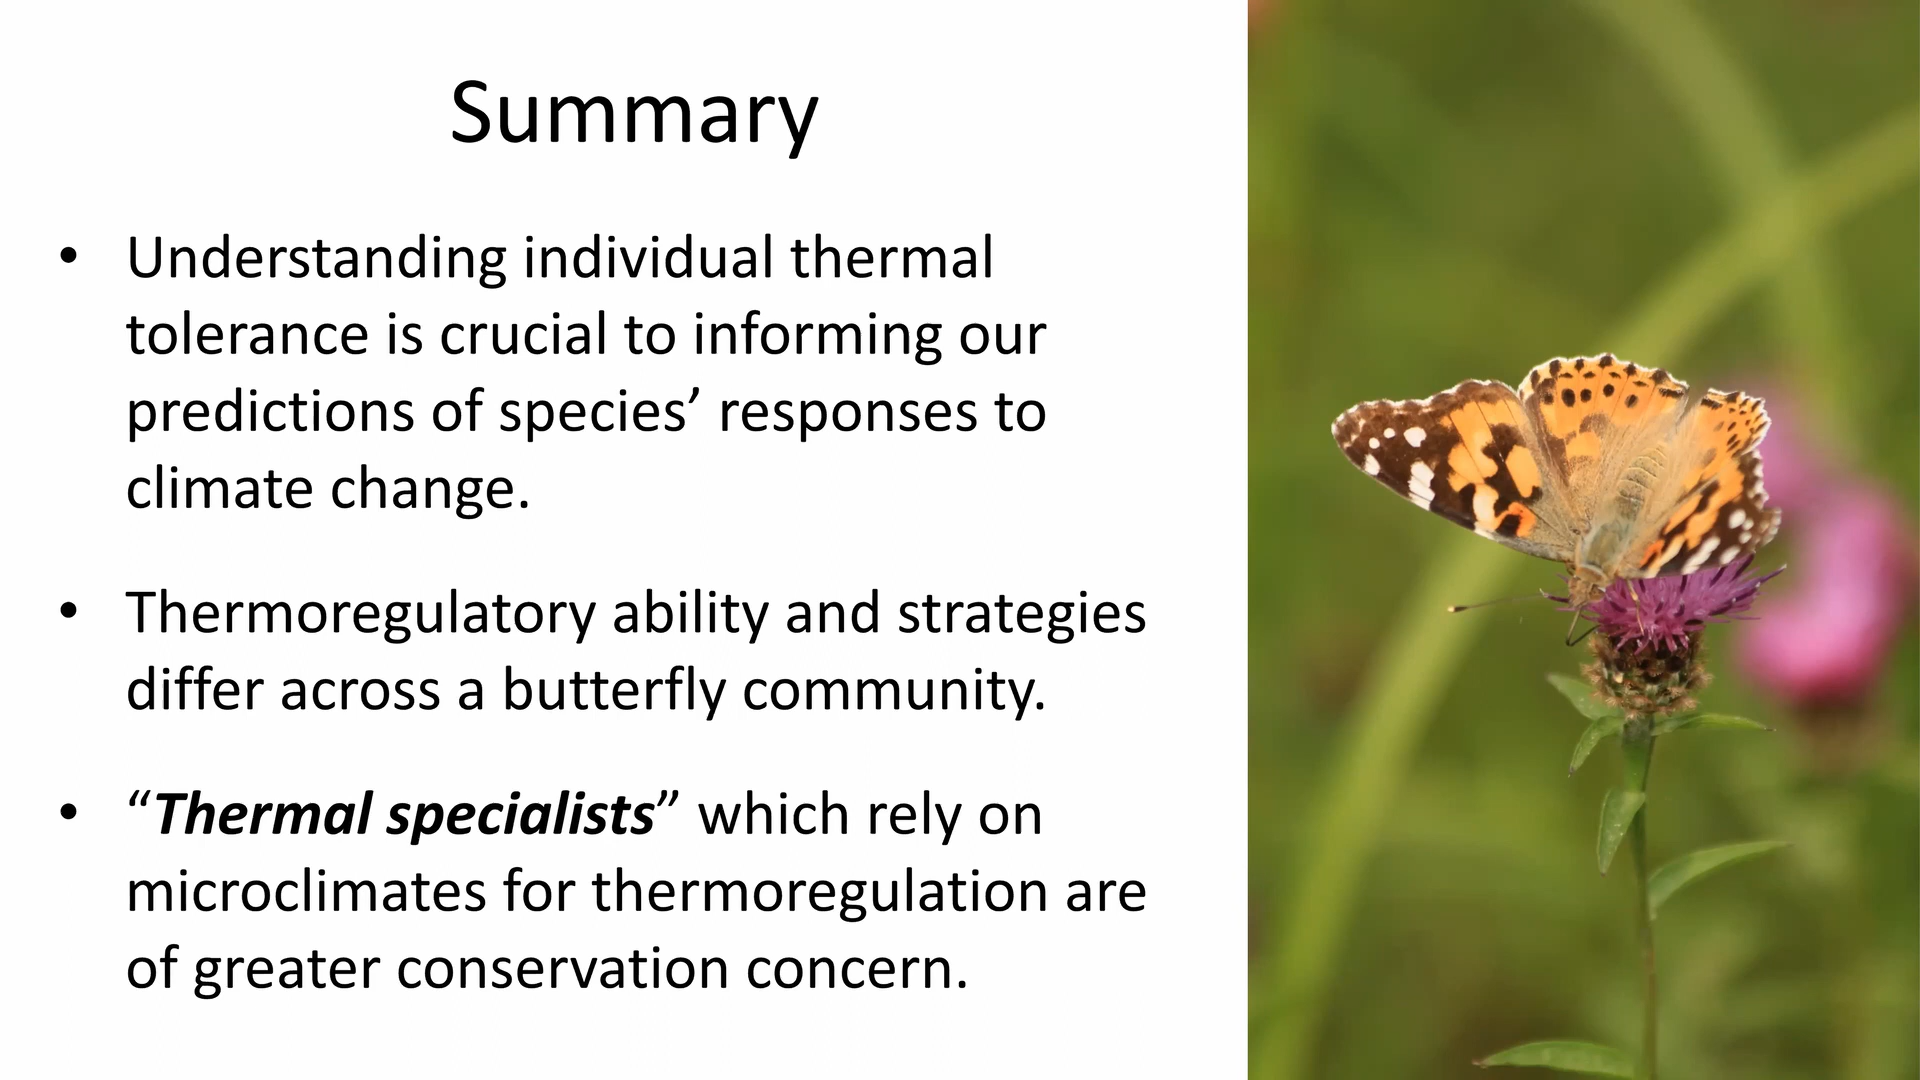 Summary
• Understanding individual thermal
tolerance is crucial to informing our
predictions of species’ responses to
climate change.
• Thermoregulatory ability and strategies
differ across a butterfly community.
• “Thermal specialists” which rely on
microclimates for thermoregulation are
of greater conservation concern.